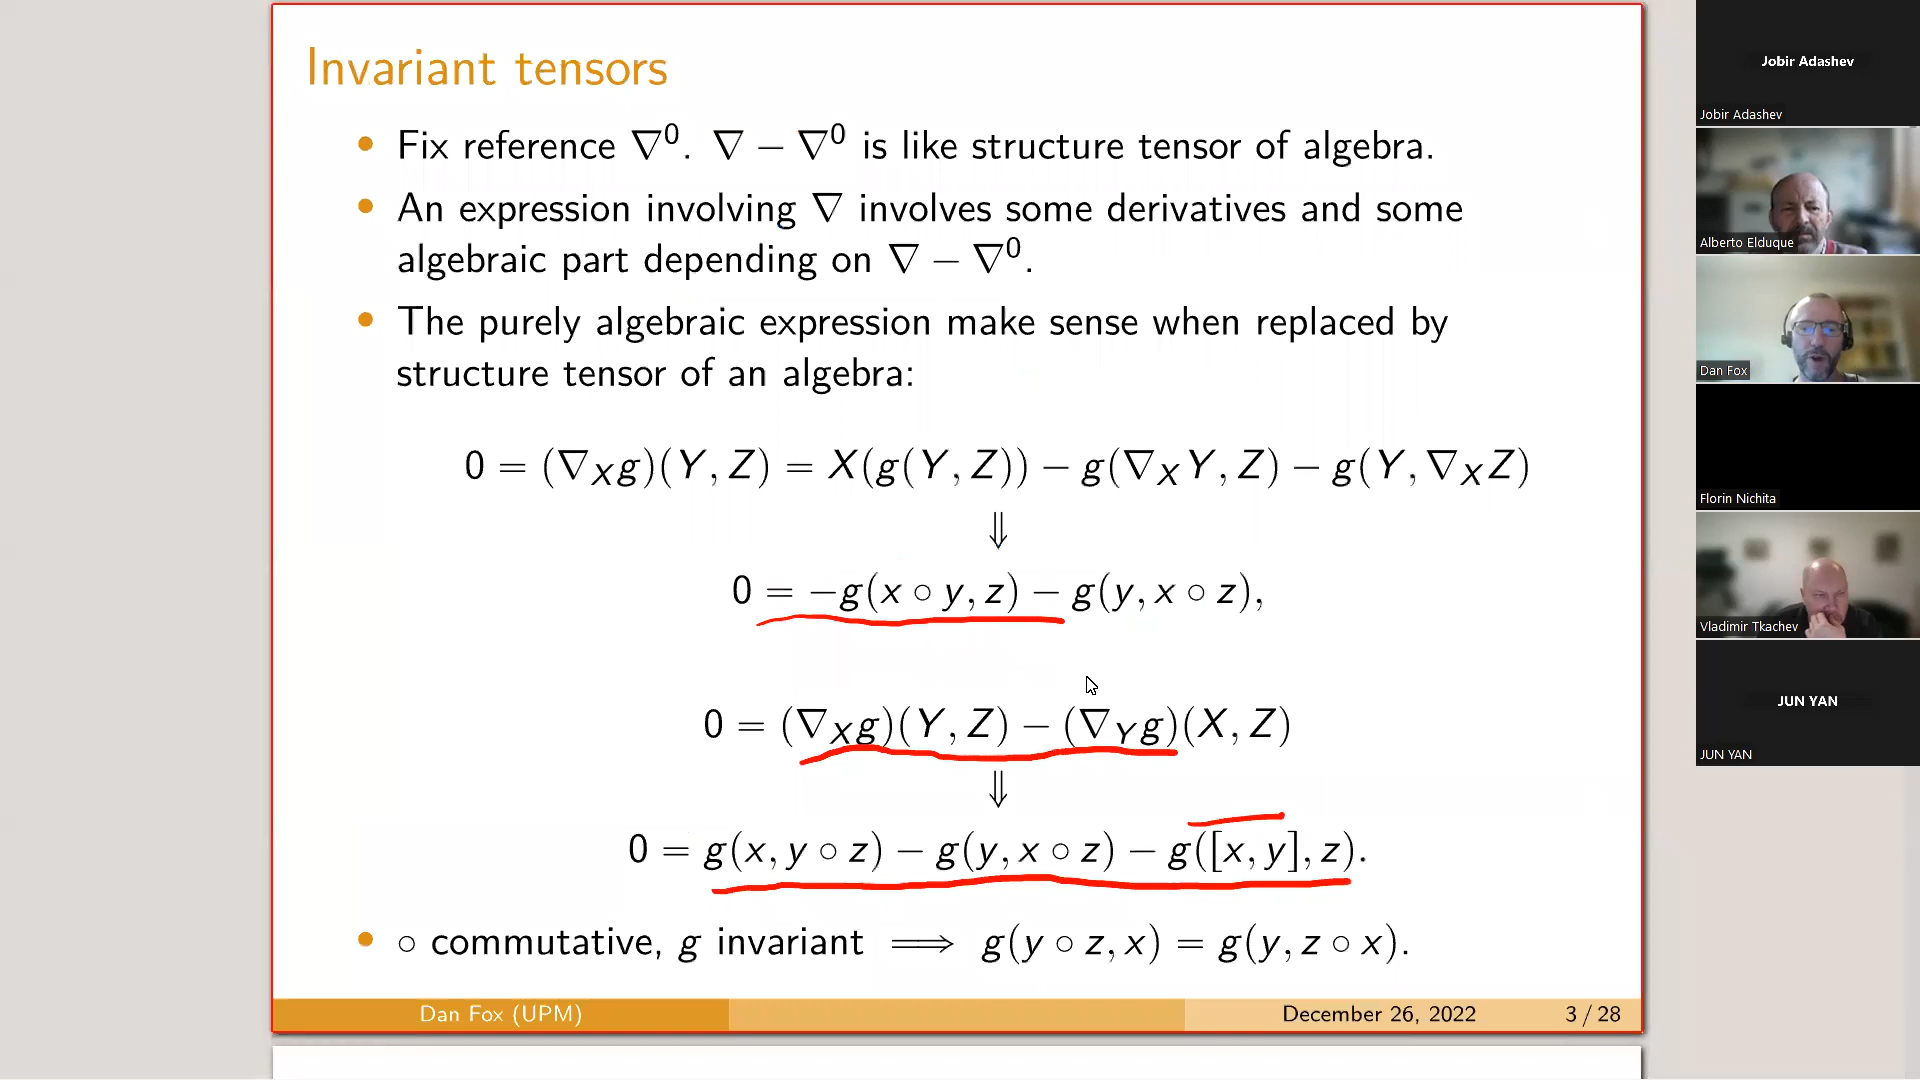 Invariant tensors
• Fix reference ∇⁰. ∇ − ∇⁰ is like structure tensor of algebra.
• An expression involving ∇ involves some derivatives and some
algebraic part depending on ∇ − ∇⁰.
• The purely algebraic expression make sense when replaced by
structure tensor of an algebra:
0 = (∇_X g)(Y, Z) = X(g(Y, Z)) − g(∇_X Y, Z) − g(Y, ∇_X Z)
⇓
0 = −g(x ∘ y, z) − g(y, x ∘ z),
0 = (∇_X g)(Y, Z) − (∇_Y g)(X, Z)
⇓
0 = g(x, y ∘ z) − g(y, x ∘ z) − g([x, y], z).
• ∘ commutative, g invariant ⟹ g(y ∘ z, x) = g(y, z ∘ x).
Dan Fox (UPM) December 26, 2022 3 / 28
Jobir Adashev
Jobir Adashev
Alberto Elduque
Dan Fox
Florin Nichita
Vladimir Tkachev
JUN YAN
JUN YAN